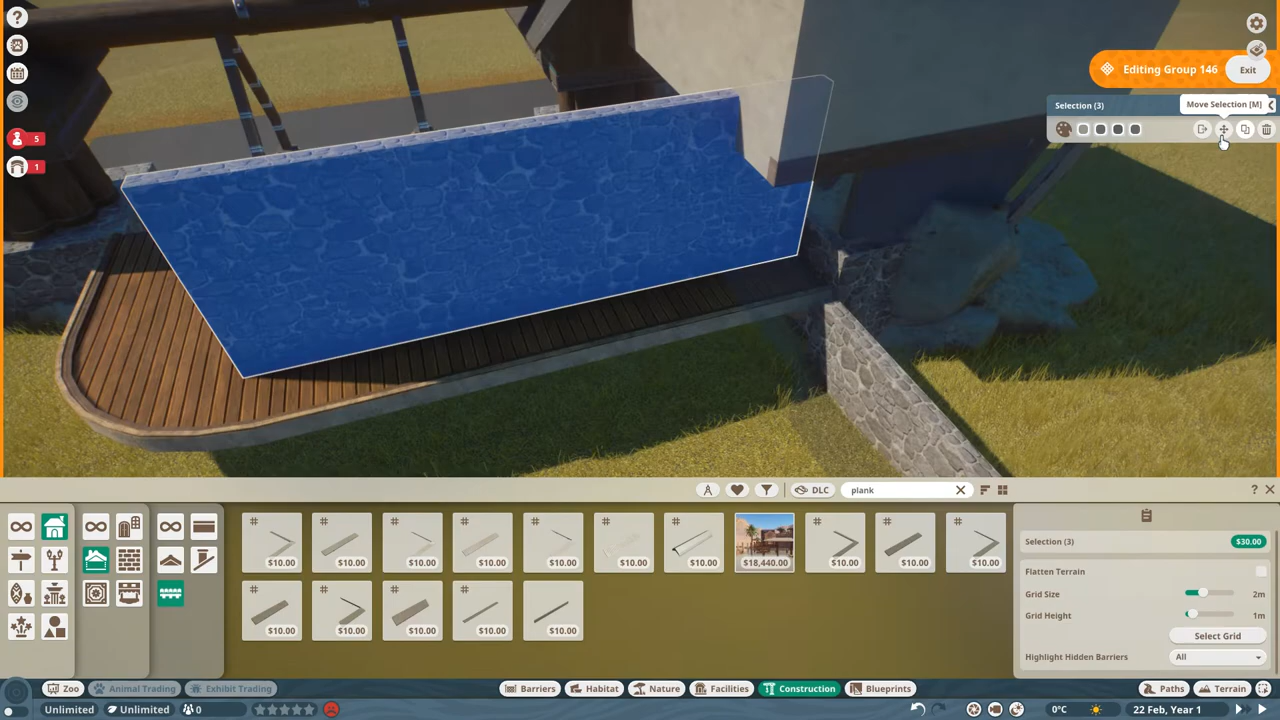 ?
Editing Group 146
Exit
Selection (3)
Move Selection [M]
5
1
DLC
plank
?
$10.00
$10.00
$10.00
$10.00
$10.00
$10.00
$10.00
$18,440.00
$10.00
$10.00
$10.00
$10.00
$10.00
$10.00
$10.00
$10.00
Selection (3)
$30.00
Flatten Terrain
Grid Size
2m
Grid Height
1m
Select Grid
Highlight Hidden Barriers
All
Zoo
Animal Trading
Exhibit Trading
Barriers
Habitat
Nature
Facilities
Construction
Blueprints
Paths
Terrain
Unlimited
Unlimited
0
0°C
22 Feb, Year 1